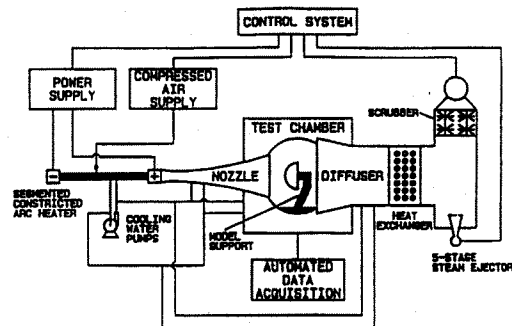 CONTROL SYSTEM
POWER
SUPPLY
COMPRESSED
AIR
SUPPLY
SCRUBBER
TEST CHAMBER
−
+
NOZZLE
DIFFUSER
SEGMENTED
CONSTRICTED
ARC HEATER
COOLING
WATER
PUMPS
MODEL
SUPPORT
HEAT
EXCHANGER
5-STAGE
STEAM EJECTOR
AUTOMATED
DATA
ACQUISITION